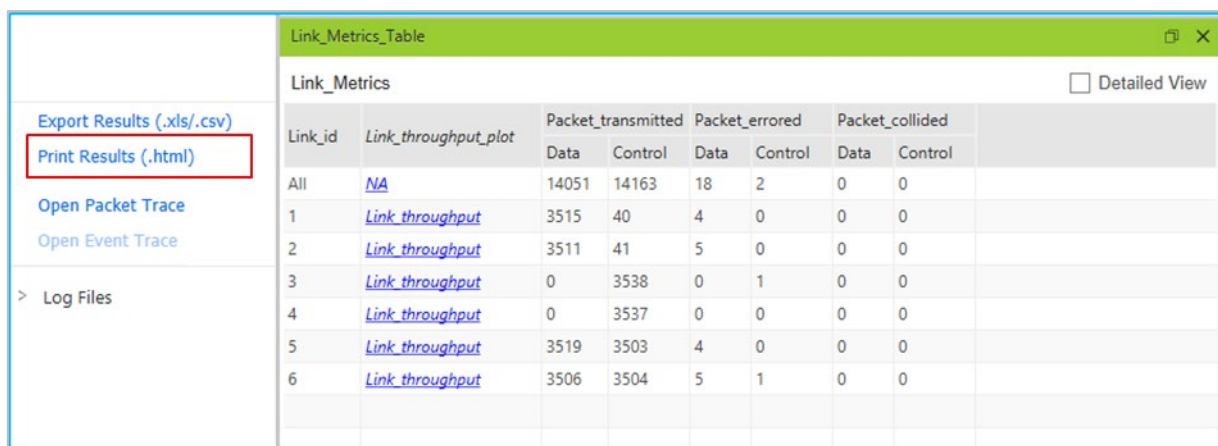 Export Results (.xls/.csv)
Print Results (.html)
Open Packet Trace
Open Event Trace
> Log Files
Link_Metrics_Table
Link_Metrics Detailed View
Link_id Link_throughput_plot Packet_transmitted Packet_errored Packet_collided
Data Control Data Control Data Control
All NA 14051 14163 18 2 0 0
1 Link_throughput 3515 40 4 0 0 0
2 Link_throughput 3511 41 5 0 0 0
3 Link_throughput 0 3538 0 1 0 0
4 Link_throughput 0 3537 0 0 0 0
5 Link_throughput 3519 3503 4 0 0 0
6 Link_throughput 3506 3504 5 1 0 0